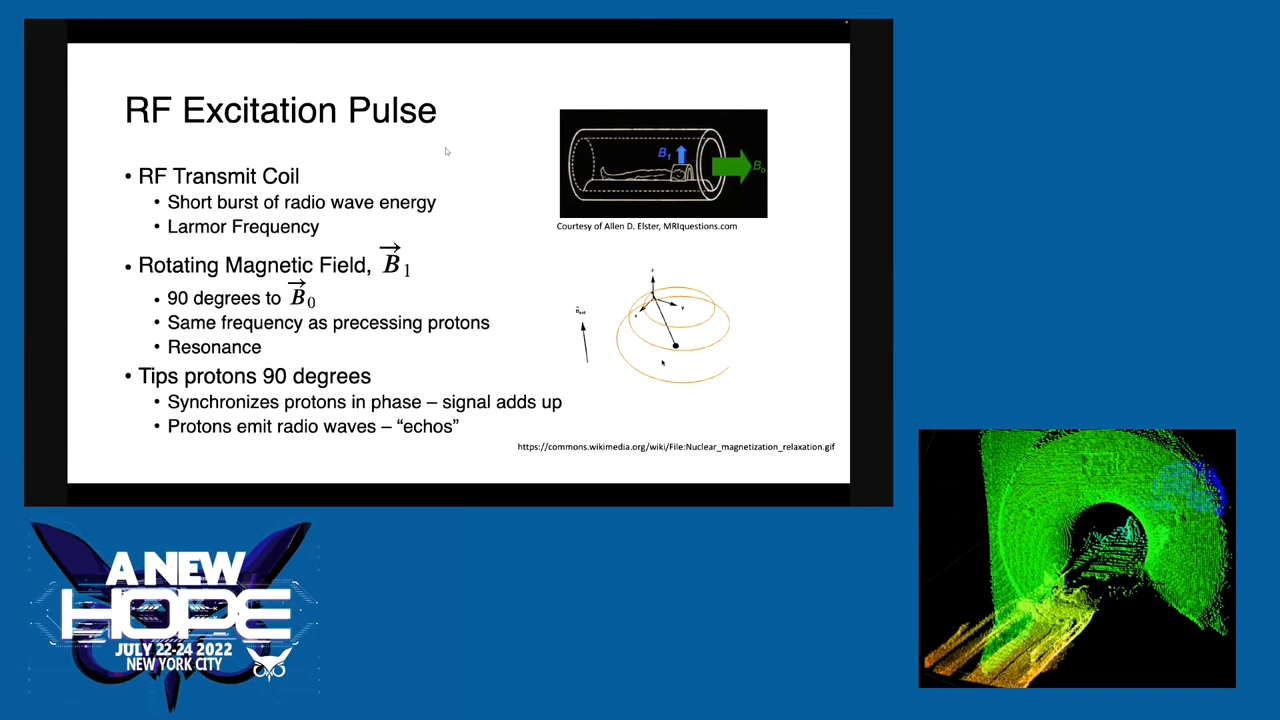 RF Excitation Pulse
• RF Transmit Coil
• Short burst of radio wave energy
• Larmor Frequency
• Rotating Magnetic Field, B⃗1
• 90 degrees to B⃗0
• Same frequency as precessing protons
• Resonance
• Tips protons 90 degrees
• Synchronizes protons in phase – signal adds up
• Protons emit radio waves – “echos”
B1
B0
Courtesy of Allen D. Elster, MRIquestions.com
z
x
y
https://commons.wikimedia.org/wiki/File:Nuclear_magnetization_relaxation.gif
A NEW
HOPE
JULY 22-24 2022
NEW YORK CITY